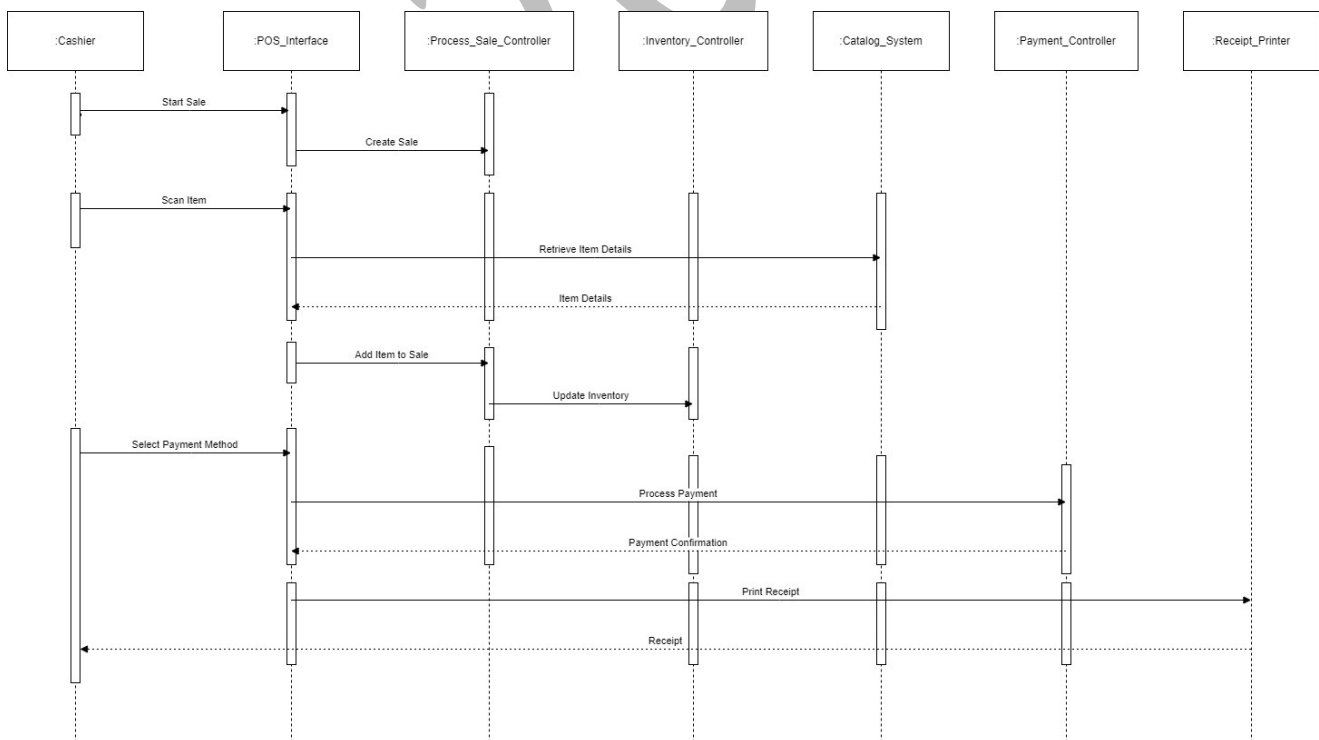 :Cashier
:POS_Interface
:Process_Sale_Controller
:Inventory_Controller
:Catalog_System
:Payment_Controller
:Receipt_Printer
Start Sale
Create Sale
Scan Item
Retrieve Item Details
Item Details
Add Item to Sale
Update Inventory
Select Payment Method
Process Payment
Payment Confirmation
Print Receipt
Receipt